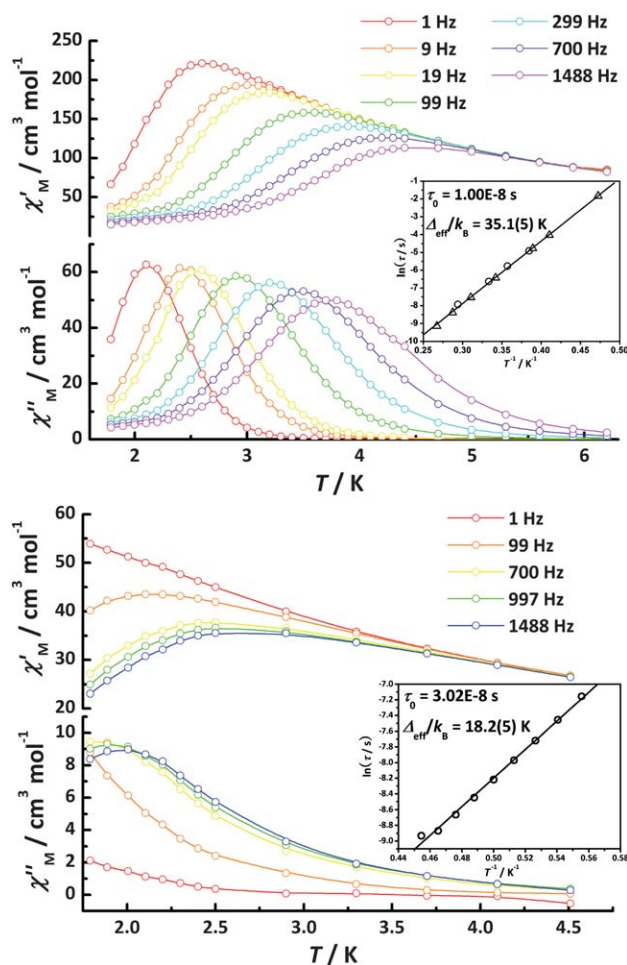 1 Hz
299 Hz
9 Hz
700 Hz
19 Hz
1488 Hz
99 Hz
250
200
150
100
50
χ′M / cm³ mol⁻¹
τ₀ = 1.00E-8 s
Δeff/kB = 35.1(5) K
ln(τ / s)
-1
-2
-3
-4
-5
-6
-7
-8
-9
-10
0.25 0.30 0.35 0.40 0.45 0.50
T⁻¹ / K⁻¹
60
40
20
0
χ″M / cm³ mol⁻¹
2 3 4 5 6
T / K
1 Hz
99 Hz
700 Hz
997 Hz
1488 Hz
60
50
40
30
20
χ′M / cm³ mol⁻¹
τ₀ = 3.02E-8 s
Δeff/kB = 18.2(5) K
ln(τ / s)
-7.0
-7.2
-7.4
-7.6
-7.8
-8.0
-8.2
-8.4
-8.6
-8.8
-9.0
0.44 0.46 0.48 0.50 0.52 0.54 0.56 0.58
T⁻¹ / K⁻¹
10
8
6
4
2
0
χ″M / cm³ mol⁻¹
2.0 2.5 3.0 3.5 4.0 4.5
T / K